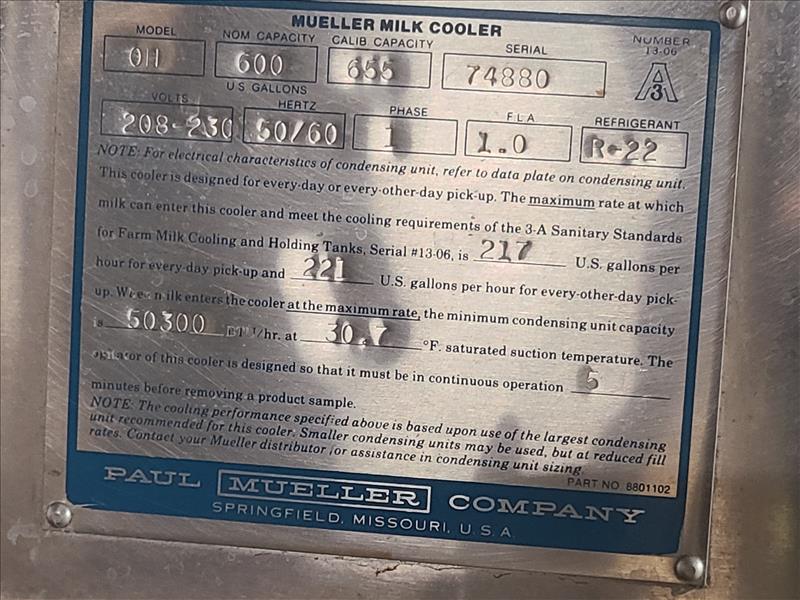 MUELLER MILK COOLER
MODEL NOM CAPACITY CALIB CAPACITY SERIAL NUMBER 13-06
OH 600 655 74880 A 3
U S GALLONS
VOLTS HERTZ PHASE F L A REFRIGERANT
208-230 50/60 1 1.0 R-22
NOTE: For electrical characteristics of condensing unit, refer to data plate on condensing unit.
This cooler is designed for every-day or every-other-day pick-up. The maximum rate at which
milk can enter this cooler and meet the cooling requirements of the 3-A Sanitary Standards
for Farm Milk Cooling and Holding Tanks, Serial #13-06, is 217 U.S. gallons per
hour for every-day pick-up and 221 U.S. gallons per hour for every-other-day pick-
up. When milk enters the cooler at the maximum rate, the minimum condensing unit capacity
is 50300 BTU/hr. at 30.7 °F. saturated suction temperature. The
agitator of this cooler is designed so that it must be in continuous operation 5
minutes before removing a product sample.
NOTE: The cooling performance specified above is based upon use of the largest condensing
unit recommended for this cooler. Smaller condensing units may be used, but at reduced fill
rates. Contact your Mueller distributor for assistance in condensing unit sizing.
PART NO 8801102
PAUL MUELLER COMPANY
SPRINGFIELD, MISSOURI, U.S.A.